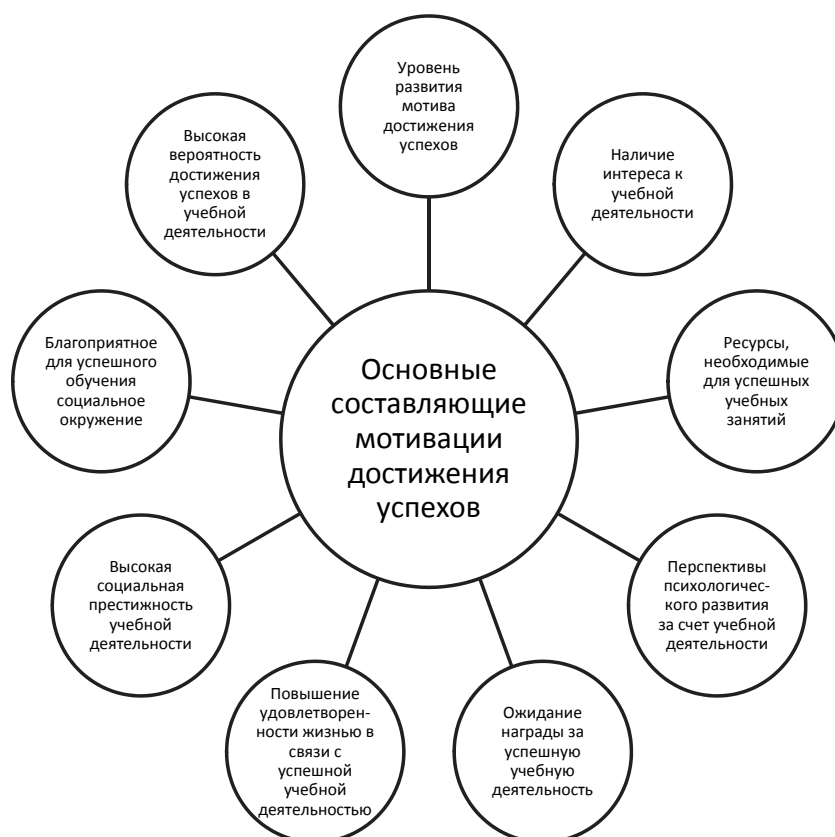 Уровень
развития
мотива
достижения
успехов
Наличие
интереса к
учебной
деятельности
Ресурсы,
необходимые
для успешных
учебных
занятий
Перспективы
психологичес-
кого развития
за счет учебной
деятельности
Ожидание
награды за
успешную
учебную
деятельность
Повышение
удовлетворен-
ности жизнью в
связи с
успешной
учебной
деятельностью
Высокая
социальная
престижность
учебной
деятельности
Благоприятное
для успешного
обучения
социальное
окружение
Высокая
вероятность
достижения
успехов в
учебной
деятельности
Основные
составляющие
мотивации
достижения
успехов